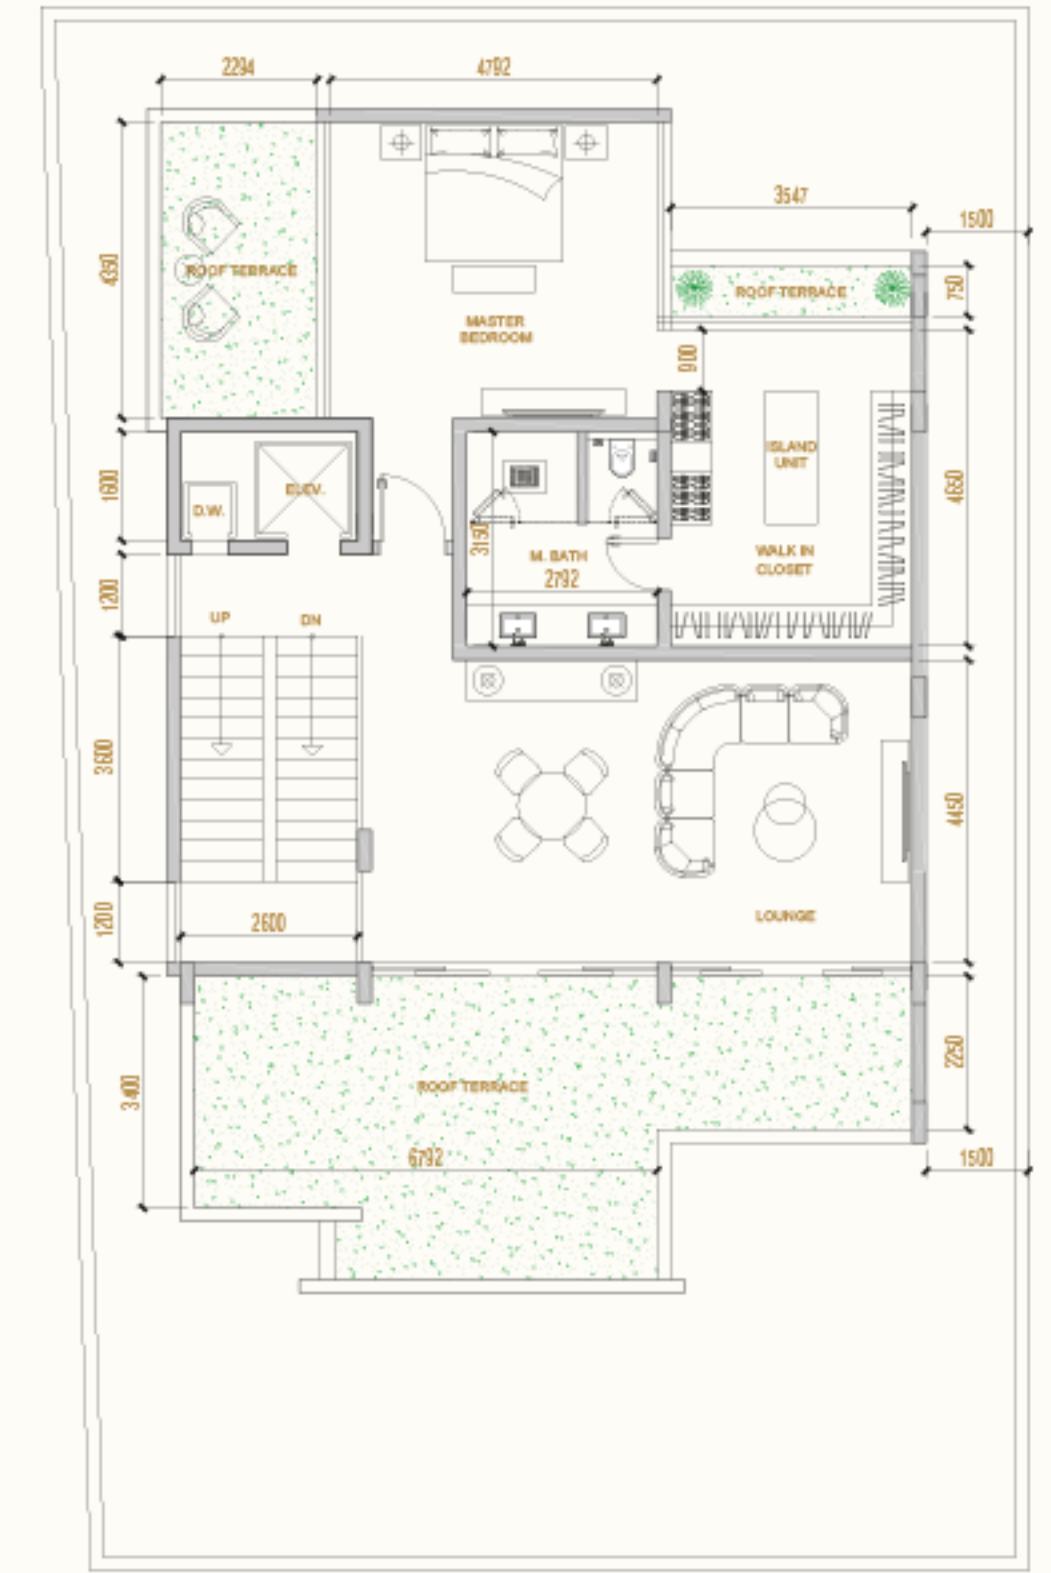 2294
4792
3547
1500
4350
ROOF TERRACE
ROOF TERRACE
750
MASTER
BEDROOM
900
1600
D.W.
ELEV.
ISLAND
UNIT
4650
3150
M. BATH
2792
WALK IN
CLOSET
1200
UP
DN
3600
4450
1200
2600
LOUNGE
3400
ROOF TERRACE
2250
6792
1500